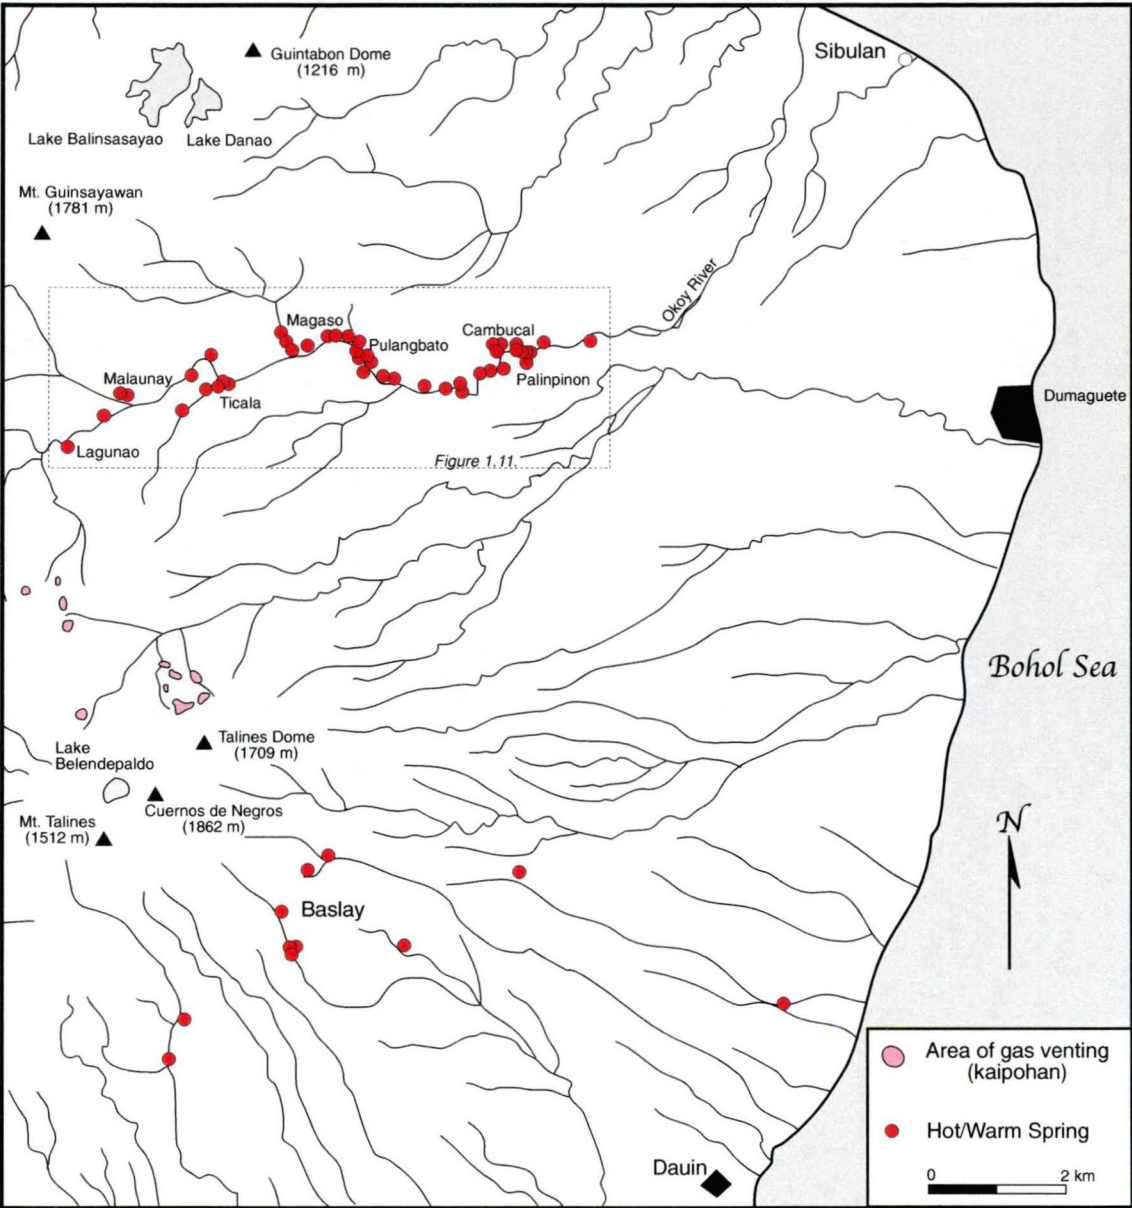 Sibulan
Guintabon Dome
(1216 m)
Lake Balinsasayao
Lake Danao
Mt. Guinsayawan
(1781 m)
Okoy River
Magaso
Cambucal
Pulangbato
Malaunay
Palinpinon
Ticala
Dumaguete
Lagunao
Figure 1.11.
Bohol Sea
Talines Dome
(1709 m)
Lake
Belendepaldo
Cuernos de Negros
(1862 m)
Mt. Talines
(1512 m)
N
Baslay
Area of gas venting
(kaipohan)
Hot/Warm Spring
0 2 km
Dauin